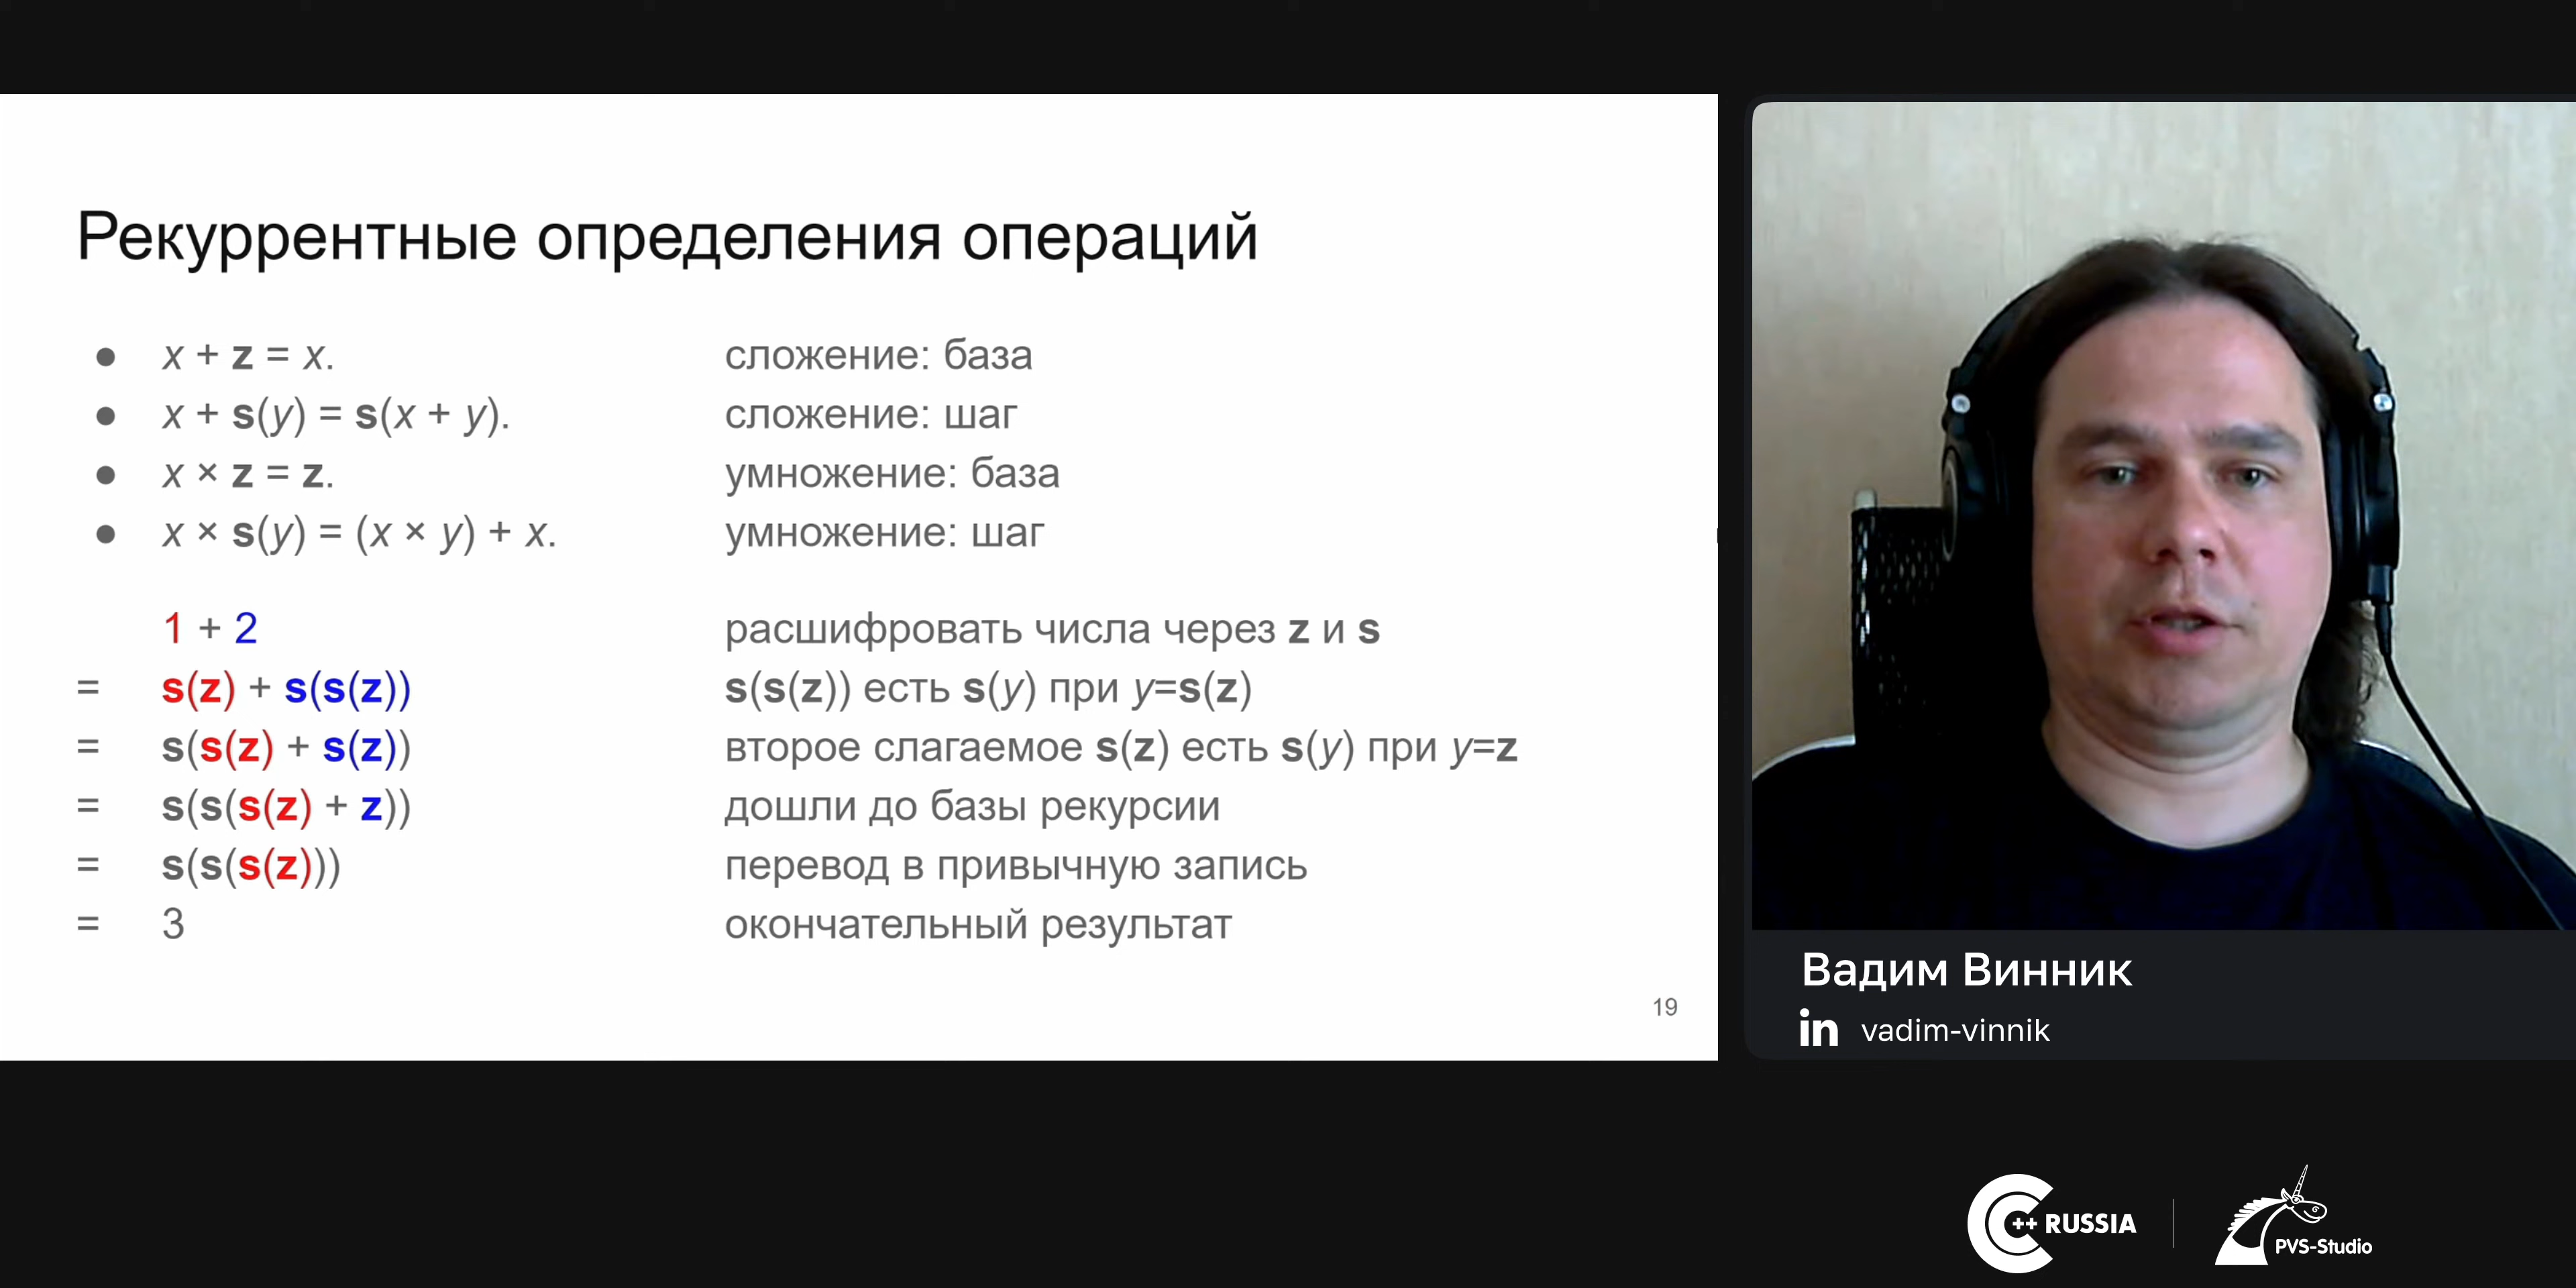 Рекуррентные определения операций
● x + z = x. сложение: база
● x + s(y) = s(x + y). сложение: шаг
● x × z = z. умножение: база
● x × s(y) = (x × y) + x. умножение: шаг
1 + 2 расшифровать числа через z и s
= s(z) + s(s(z)) s(s(z)) есть s(y) при y=s(z)
= s(s(z) + s(z)) второе слагаемое s(z) есть s(y) при y=z
= s(s(s(z) + z)) дошли до базы рекурсии
= s(s(s(z))) перевод в привычную запись
= 3 окончательный результат
19
Вадим Винник
in vadim-vinnik
C++ RUSSIA
PVS-Studio